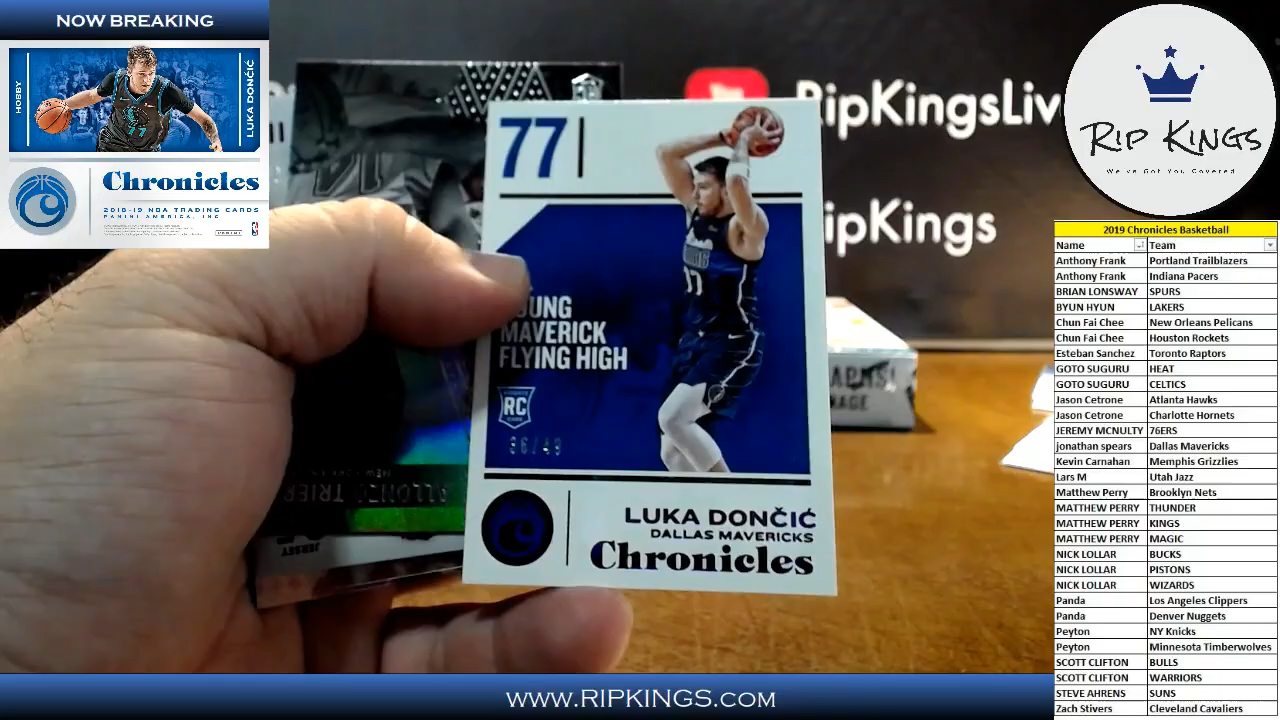 NOW BREAKING
HOBBY
77
LUKA DONČIĆ
Chronicles
2018-19 NBA TRADING CARDS
PANINI AMERICA, INC.
PANINI
RipKingsLive
RipKings
77
77
YOUNG
MAVERICK
FLYING HIGH
RC
36/49
LUKA DONČIĆ
DALLAS MAVERICKS
Chronicles
TRIER
JERSEY
Rip Kings
We've Got You Covered
2019 Chronicles Basketball
Name Team
Anthony Frank Portland Trailblazers
Anthony Frank Indiana Pacers
BRIAN LONSWAY SPURS
BYUN HYUN LAKERS
Chun Fai Chee New Orleans Pelicans
Chun Fai Chee Houston Rockets
Esteban Sanchez Toronto Raptors
GOTO SUGURU HEAT
GOTO SUGURU CELTICS
Jason Cetrone Atlanta Hawks
Jason Cetrone Charlotte Hornets
JEREMY MCNULTY 76ERS
jonathan spears Dallas Mavericks
Kevin Carnahan Memphis Grizzlies
Lars M Utah Jazz
Matthew Perry Brooklyn Nets
MATTHEW PERRY THUNDER
MATTHEW PERRY KINGS
MATTHEW PERRY MAGIC
NICK LOLLAR BUCKS
NICK LOLLAR PISTONS
NICK LOLLAR WIZARDS
Panda Los Angeles Clippers
Panda Denver Nuggets
Peyton NY Knicks
Peyton Minnesota Timberwolves
SCOTT CLIFTON BULLS
SCOTT CLIFTON WARRIORS
STEVE AHRENS SUNS
Zach Stivers Cleveland Cavaliers
WWW.RIPKINGS.COM